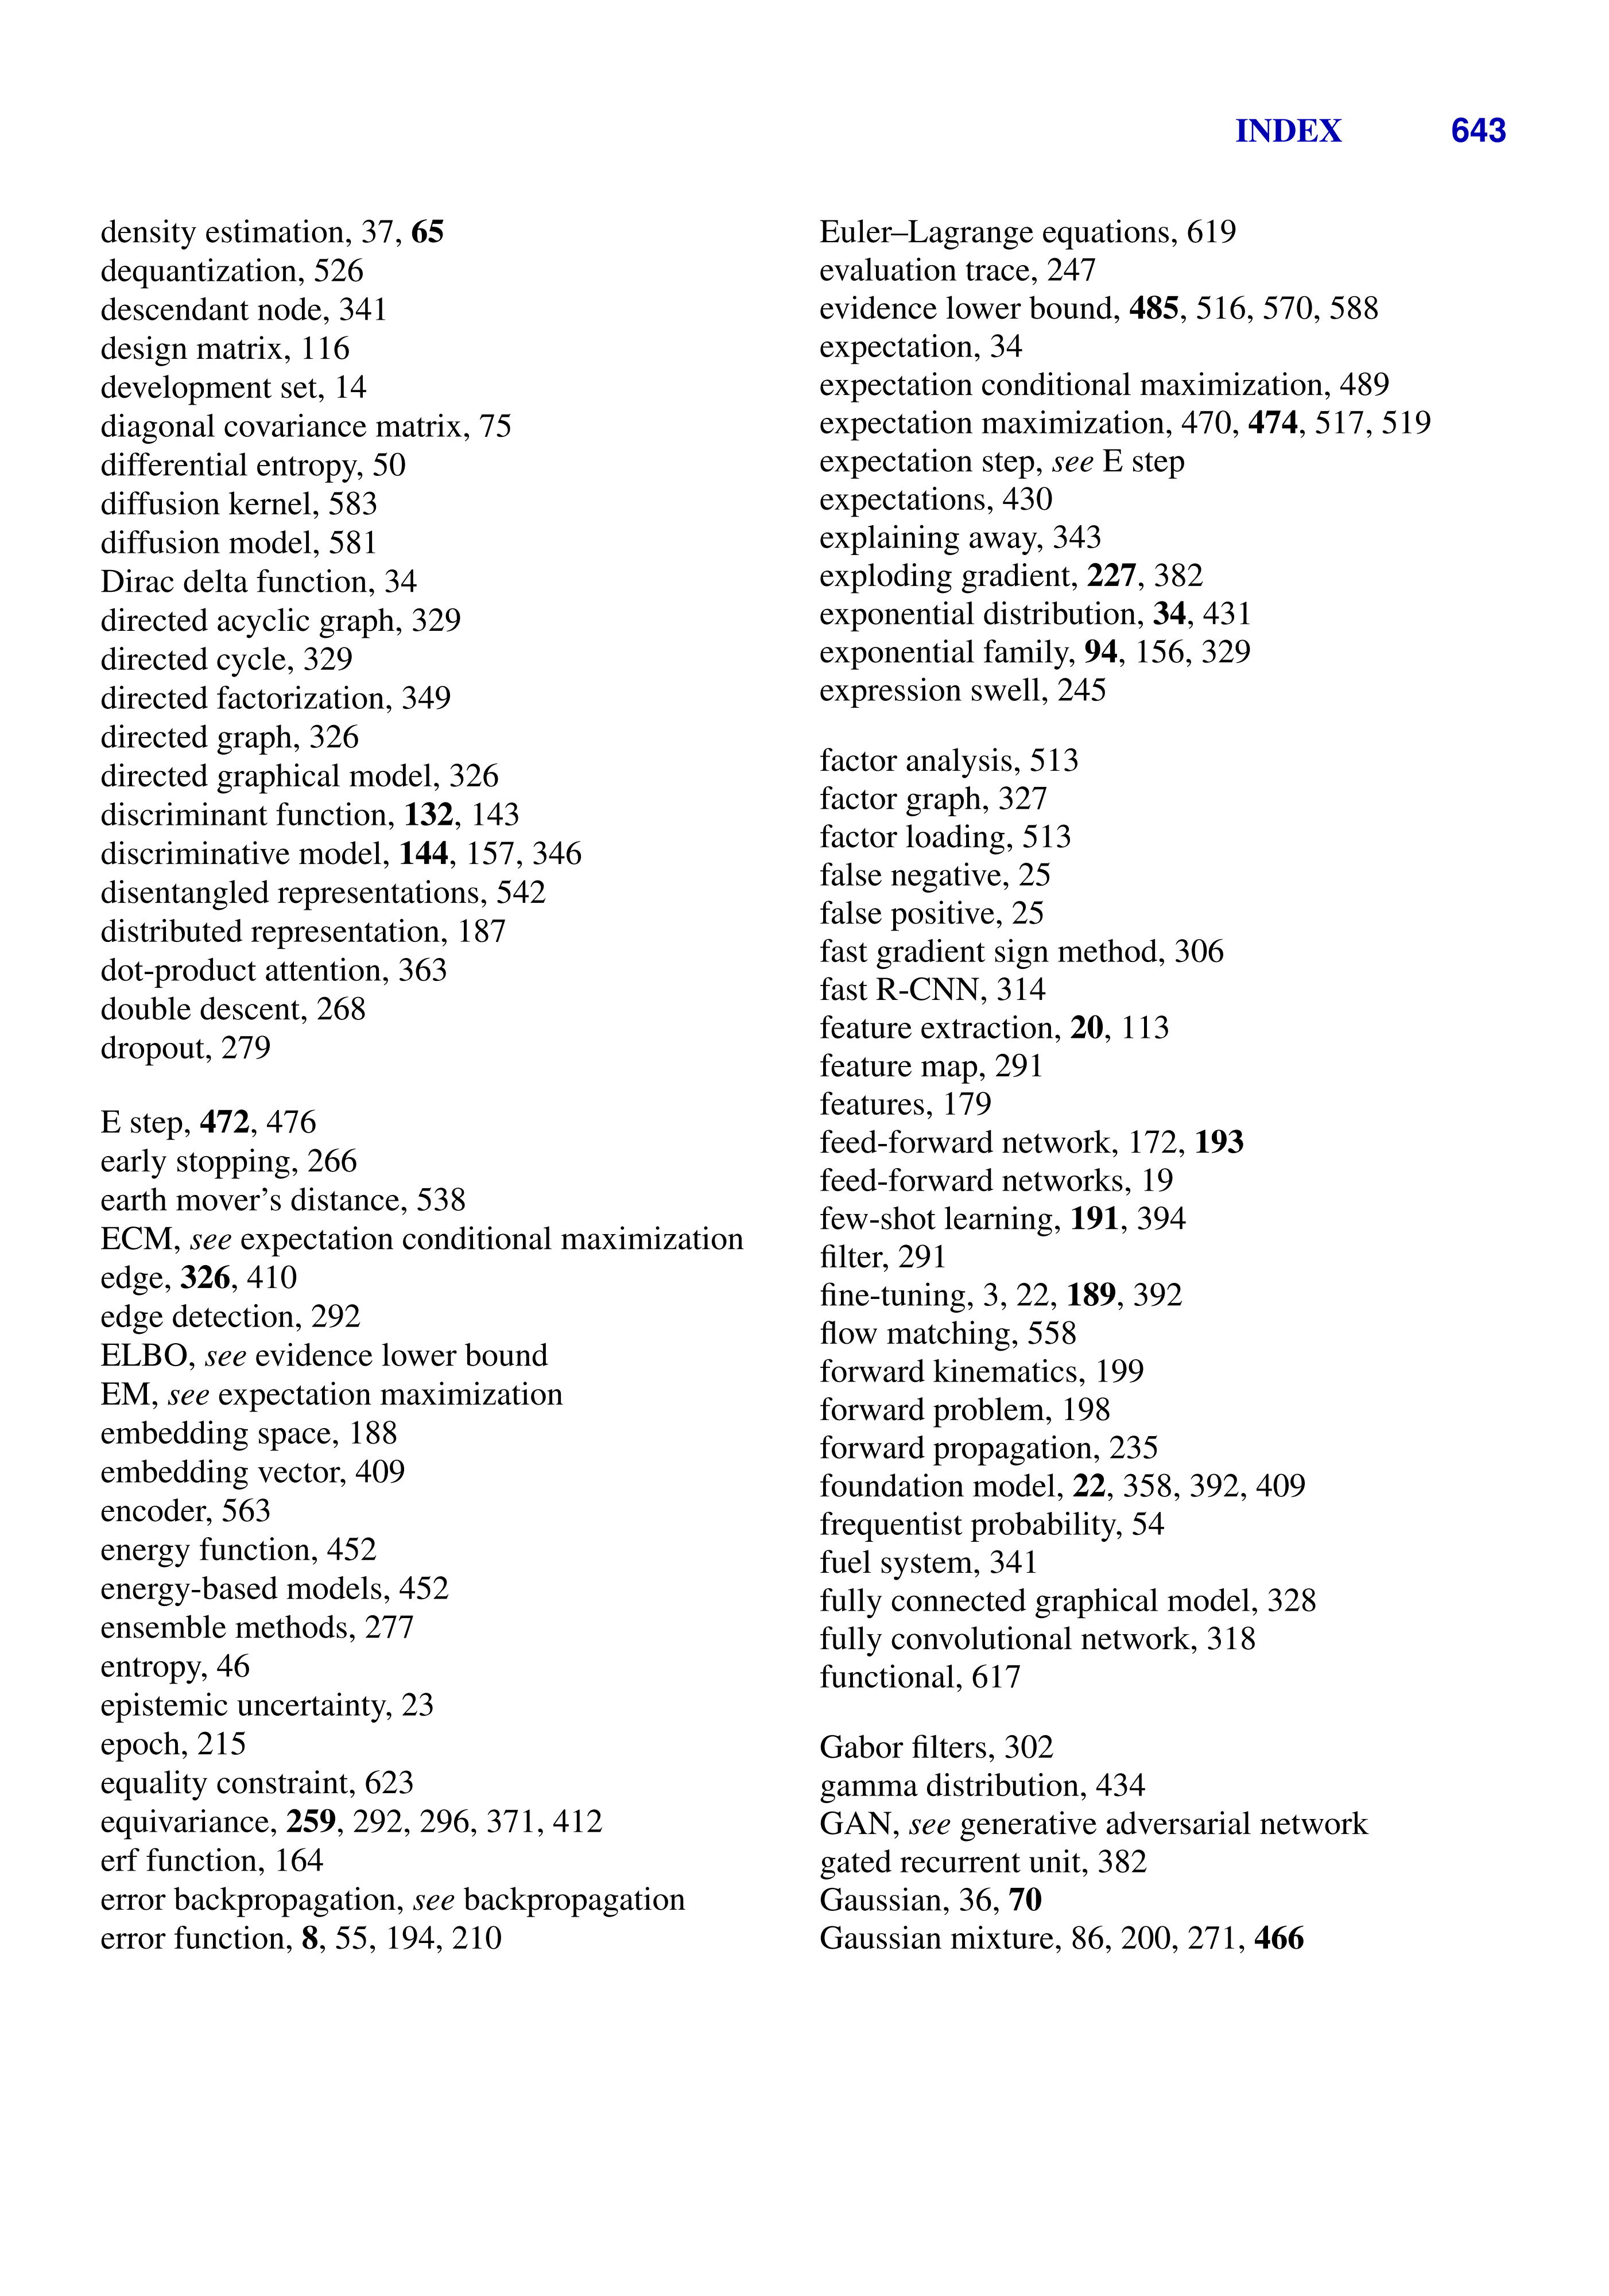 INDEX 643
density estimation, 37, 65
dequantization, 526
descendant node, 341
design matrix, 116
development set, 14
diagonal covariance matrix, 75
differential entropy, 50
diffusion kernel, 583
diffusion model, 581
Dirac delta function, 34
directed acyclic graph, 329
directed cycle, 329
directed factorization, 349
directed graph, 326
directed graphical model, 326
discriminant function, 132, 143
discriminative model, 144, 157, 346
disentangled representations, 542
distributed representation, 187
dot-product attention, 363
double descent, 268
dropout, 279
E step, 472, 476
early stopping, 266
earth mover’s distance, 538
ECM, see expectation conditional maximization
edge, 326, 410
edge detection, 292
ELBO, see evidence lower bound
EM, see expectation maximization
embedding space, 188
embedding vector, 409
encoder, 563
energy function, 452
energy-based models, 452
ensemble methods, 277
entropy, 46
epistemic uncertainty, 23
epoch, 215
equality constraint, 623
equivariance, 259, 292, 296, 371, 412
erf function, 164
error backpropagation, see backpropagation
error function, 8, 55, 194, 210
Euler–Lagrange equations, 619
evaluation trace, 247
evidence lower bound, 485, 516, 570, 588
expectation, 34
expectation conditional maximization, 489
expectation maximization, 470, 474, 517, 519
expectation step, see E step
expectations, 430
explaining away, 343
exploding gradient, 227, 382
exponential distribution, 34, 431
exponential family, 94, 156, 329
expression swell, 245
factor analysis, 513
factor graph, 327
factor loading, 513
false negative, 25
false positive, 25
fast gradient sign method, 306
fast R-CNN, 314
feature extraction, 20, 113
feature map, 291
features, 179
feed-forward network, 172, 193
feed-forward networks, 19
few-shot learning, 191, 394
filter, 291
fine-tuning, 3, 22, 189, 392
flow matching, 558
forward kinematics, 199
forward problem, 198
forward propagation, 235
foundation model, 22, 358, 392, 409
frequentist probability, 54
fuel system, 341
fully connected graphical model, 328
fully convolutional network, 318
functional, 617
Gabor filters, 302
gamma distribution, 434
GAN, see generative adversarial network
gated recurrent unit, 382
Gaussian, 36, 70
Gaussian mixture, 86, 200, 271, 466